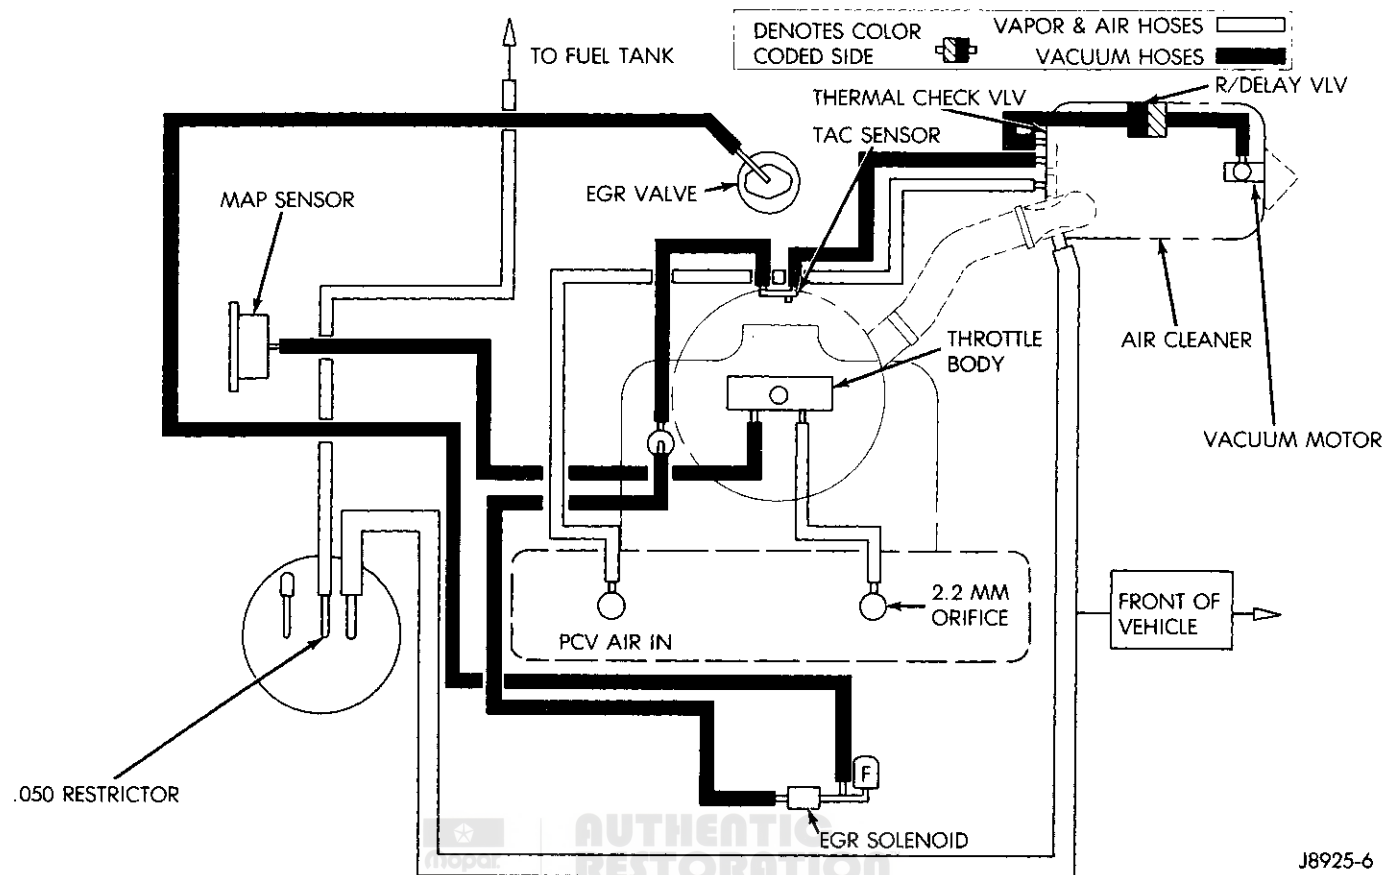 DENOTES COLOR
CODED SIDE
VAPOR & AIR HOSES
VACUUM HOSES
TO FUEL TANK
R/DELAY VLV
THERMAL CHECK VLV
TAC SENSOR
EGR VALVE
MAP SENSOR
THROTTLE
BODY
AIR CLEANER
VACUUM MOTOR
2.2 MM
ORIFICE
FRONT OF
VEHICLE
PCV AIR IN
.050 RESTRICTOR
F
EGR SOLENOID
mopar
AUTHENTIC
RESTORATION
J8925-6